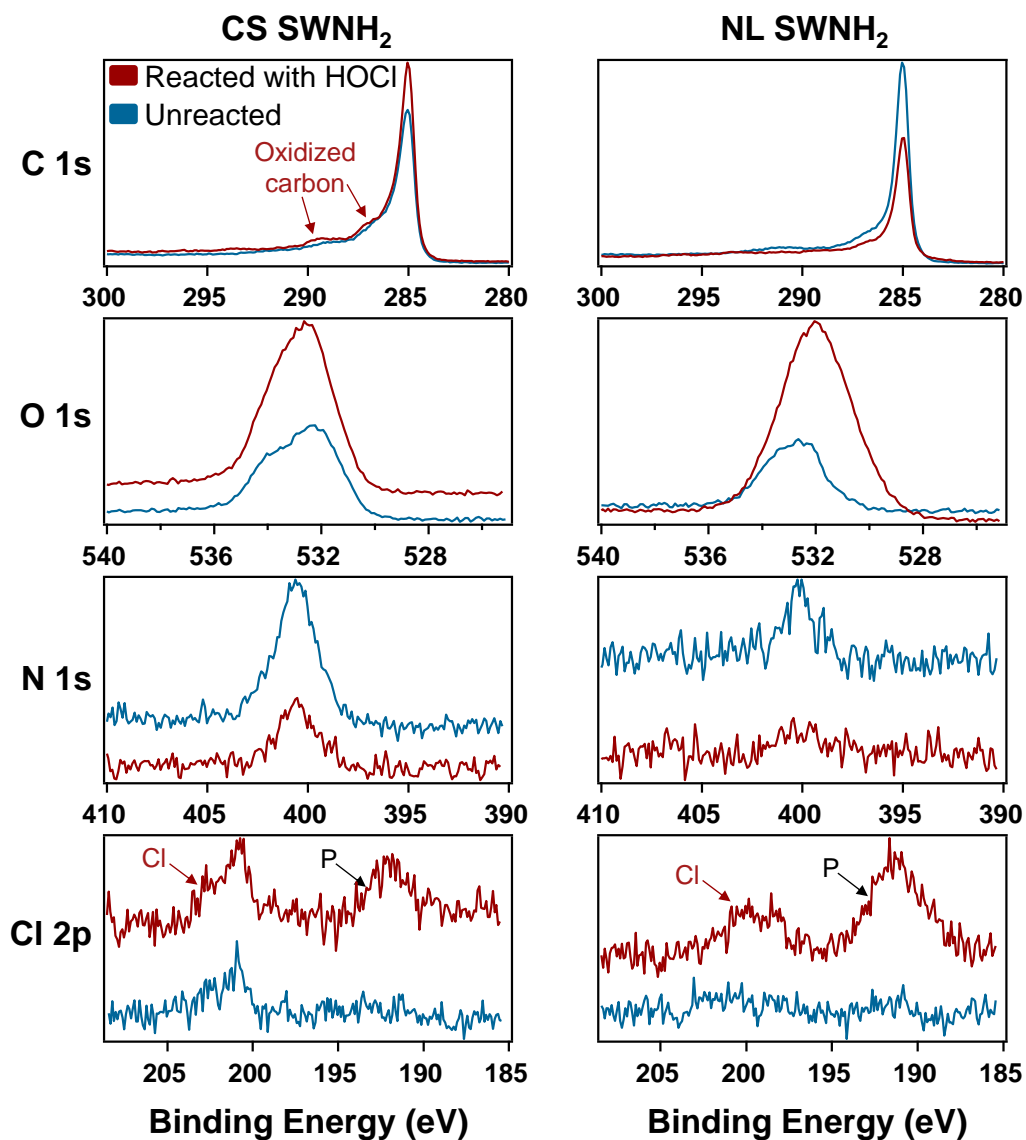 CS SWNH₂ NL SWNH₂
Reacted with HOCl
Unreacted
Oxidized
carbon
C 1s
300 295 290 285 280 300 295 290 285 280
O 1s
540 536 532 528 540 536 532 528
N 1s
410 405 400 395 390 410 405 400 395 390
Cl P Cl P
Cl 2p
205 200 195 190 185 205 200 195 190 185
Binding Energy (eV) Binding Energy (eV)